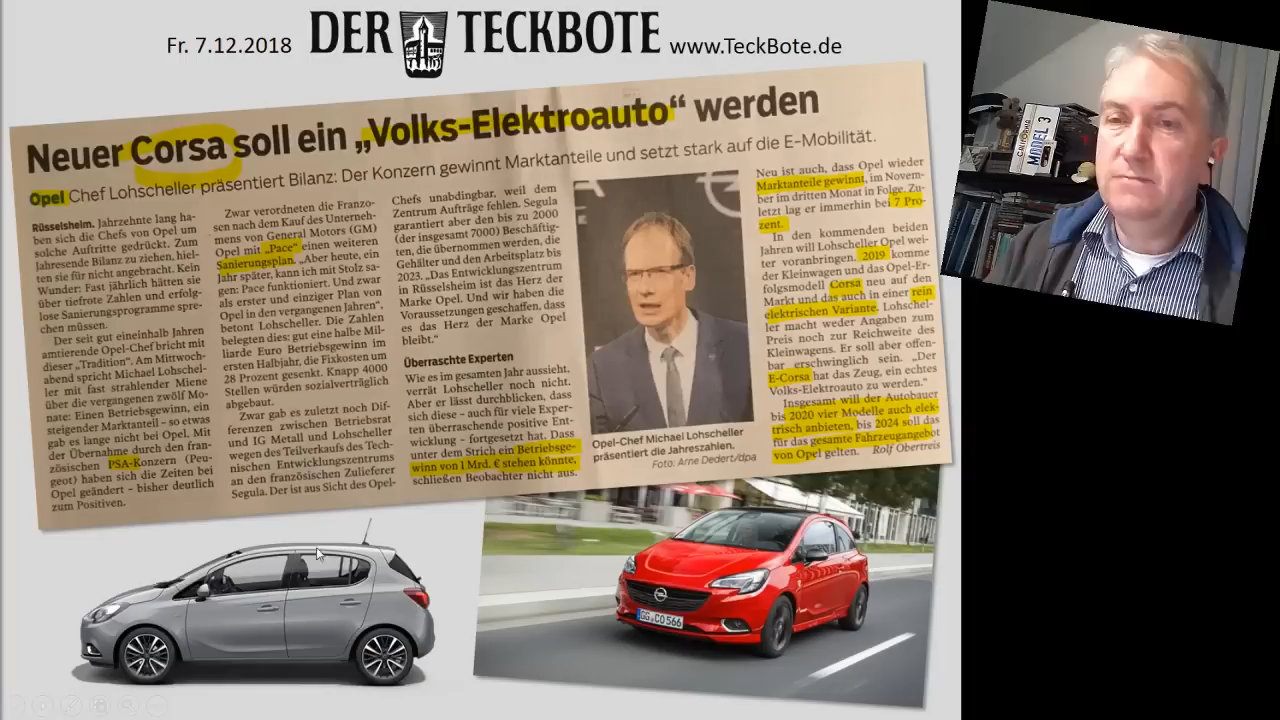 Fr. 7.12.2018
DER TECKBOTE
www.TeckBote.de
Neuer Corsa soll ein „Volks-Elektroauto“ werden
Opel Chef Lohscheller präsentiert Bilanz: Der Konzern gewinnt Marktanteile und setzt stark auf die E-Mobilität.
Rüsselsheim. Jahrzehnte lang ha-
ben sich die Chefs von Opel um
solche Auftritte gedrückt. Zum
Jahresende Bilanz zu ziehen, hiel-
ten sie für nicht angebracht. Kein
Wunder: Fast jährlich hätten sie
über tiefrote Zahlen und erfolg-
lose Sanierungsprogramme spre-
chen müssen.
Der seit gut eineinhalb Jahren
amtierende Opel-Chef bricht mit
dieser „Tradition“. Am Mittwoch-
abend spricht Michael Lohschel-
ler mit fast strahlender Miene
über die vergangenen zwölf Mo-
nate: Einen Betriebsgewinn, ein
steigender Marktanteil – so etwas
gab es lange nicht bei Opel. Mit
der Übernahme durch den fran-
zösischen PSA-Konzern (Peu-
geot) haben sich die Zeiten bei
Opel geändert – bisher deutlich
zum Positiven.
Zwar verordneten die Franzo-
sen nach dem Kauf des Unterneh-
mens von General Motors (GM)
Opel mit „Pace“ einen weiteren
Sanierungsplan. „Aber heute, ein
Jahr später, kann ich mit Stolz sa-
gen: Pace funktioniert. Und zwar
als erster und einziger Plan von
Opel in den vergangenen Jahren“,
betont Lohscheller. Die Zahlen
belegten dies: gut eine halbe Mil-
liarde Euro Betriebsgewinn im
ersten Halbjahr, die Fixkosten um
28 Prozent gesenkt. Knapp 4000
Stellen würden sozialverträglich
abgebaut.
Zwar gab es zuletzt noch Dif-
ferenzen zwischen Betriebsrat
und IG Metall und Lohscheller
wegen des Teilverkaufs des Tech-
nischen Entwicklungszentrums
an den französischen Zulieferer
Segula. Der ist aus Sicht des Opel-
Chefs unabdingbar, weil dem
Zentrum Aufträge fehlen. Segula
garantiert aber den bis zu 2000
(der insgesamt 7000) Beschäftig-
ten, die übernommen werden, die
Gehälter und den Arbeitsplatz bis
2023. „Das Entwicklungszentrum
in Rüsselsheim ist das Herz der
Marke Opel. Und wir haben die
Voraussetzungen geschaffen, dass
es das Herz der Marke Opel
bleibt.“
Überraschte Experten
Wie es im gesamten Jahr aussieht,
verrät Lohscheller noch nicht.
Aber er lässt durchblicken, dass
sich diese – auch für viele Exper-
ten überraschende positive Ent-
wicklung – fortgesetzt hat. Dass
unter dem Strich ein Betriebsge-
winn von 1 Mrd. € stehen könnte,
schließen Beobachter nicht aus.
Opel-Chef Michael Lohscheller
präsentiert die Jahreszahlen.
Foto: Arne Dedert/dpa
Neu ist auch, dass Opel wieder
Marktanteile gewinnt, im Novem-
ber im dritten Monat in Folge. Zu-
letzt lag er immerhin bei 7 Pro-
zent.
In den kommenden beiden
Jahren will Lohscheller Opel wei-
ter voranbringen. 2019 komme
der Kleinwagen und das Opel-Er-
folgsmodell Corsa neu auf den
Markt und das auch in einer rein
elektrischen Variante. Lohschel-
ler macht weder Angaben zum
Preis noch zur Reichweite des
Kleinwagens. Er soll aber offen-
bar erschwinglich sein. „Der
E-Corsa hat das Zeug, ein echtes
Volks-Elektroauto zu werden.“
Insgesamt will der Autobauer
bis 2020 vier Modelle auch elek-
trisch anbieten, bis 2024 soll das
für das gesamte Fahrzeugangebot
von Opel gelten. Rolf Obertreis
GG CO 566
CALIFORNIA
MODEL 3